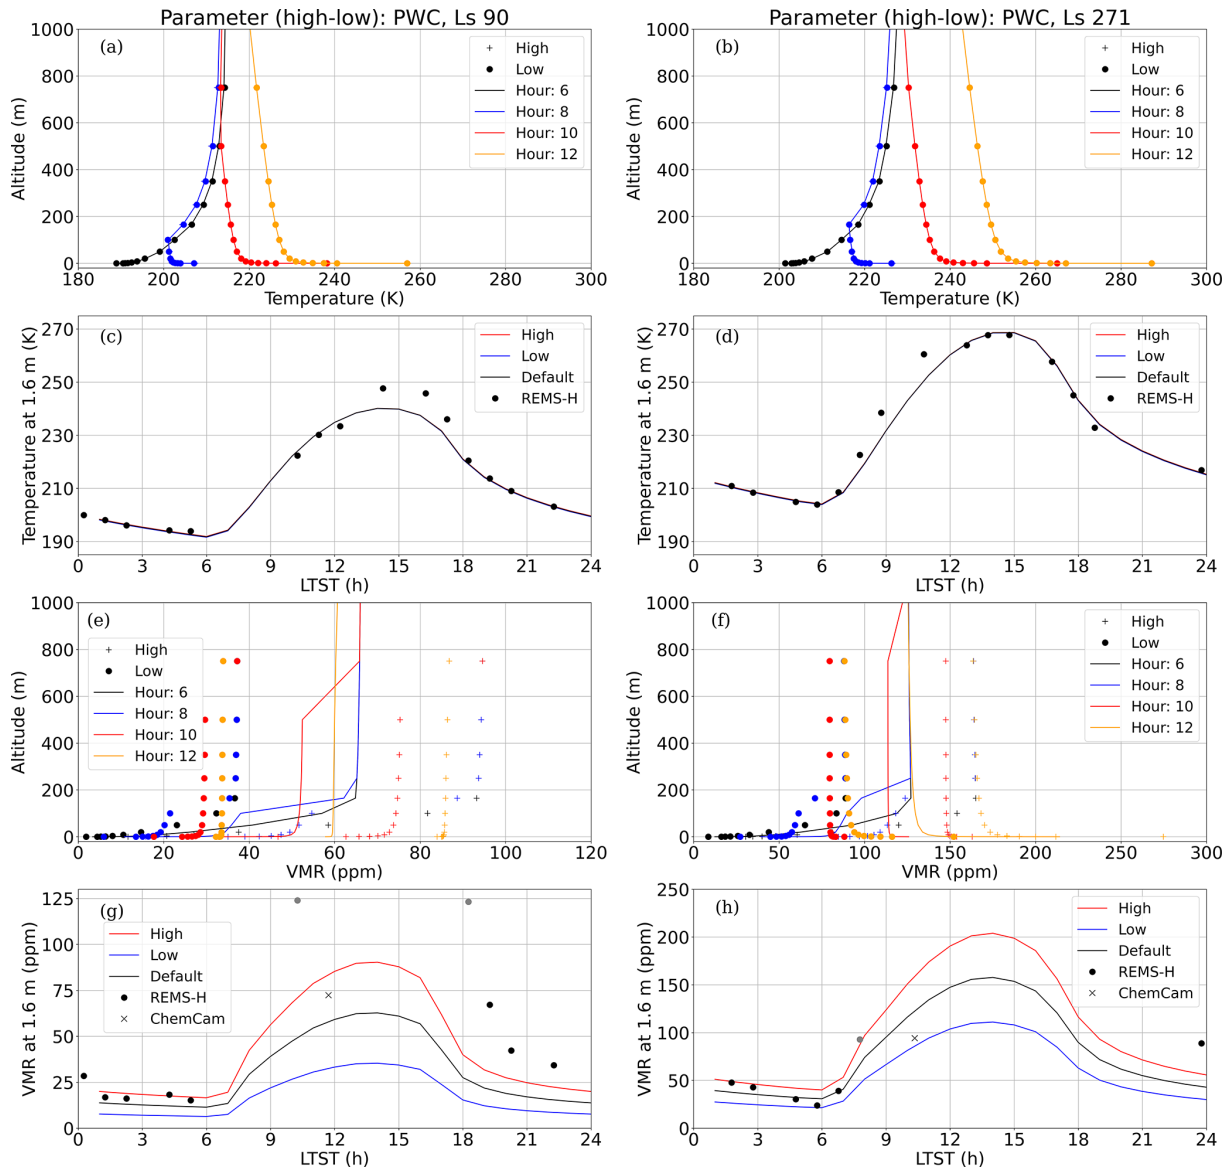 Parameter (high-low): PWC, Ls 90
Parameter (high-low): PWC, Ls 271
(a)
Altitude (m)
1000
800
600
400
200
0
High
Low
Hour: 6
Hour: 8
Hour: 10
Hour: 12
180 200 220 240 260 280 300
Temperature (K)
(b)
Altitude (m)
1000
800
600
400
200
0
High
Low
Hour: 6
Hour: 8
Hour: 10
Hour: 12
180 200 220 240 260 280 300
Temperature (K)
(c)
Temperature at 1.6 m (K)
270
250
230
210
190
High
Low
Default
REMS-H
0 3 6 12 15 18 21 24
LTST (h)
(d)
Temperature at 1.6 m (K)
270
250
230
210
190
High
Low
Default
REMS-H
0 3 6 9 12 15 18 21 24
LTST (h)
(e)
Altitude (m)
1000
800
600
400
200
0
High
Low
Hour: 6
Hour: 8
Hour: 10
Hour: 12
0 20 40 60 80 100 120
VMR (ppm)
(f)
Altitude (m)
1000
800
600
400
200
0
High
Low
Hour: 6
Hour: 8
Hour: 10
Hour: 12
0 50 100 150 200 250 300
VMR (ppm)
(g)
VMR at 1.6 m (ppm)
125
100
75
50
25
0
High
Low
Default
REMS-H
ChemCam
0 3 6 9 12 15 18 21 24
LTST (h)
(h)
VMR at 1.6 m (ppm)
250
200
150
100
50
0
High
Low
Default
REMS-H
ChemCam
0 3 6 9 12 15 18 21 24
LTST (h)